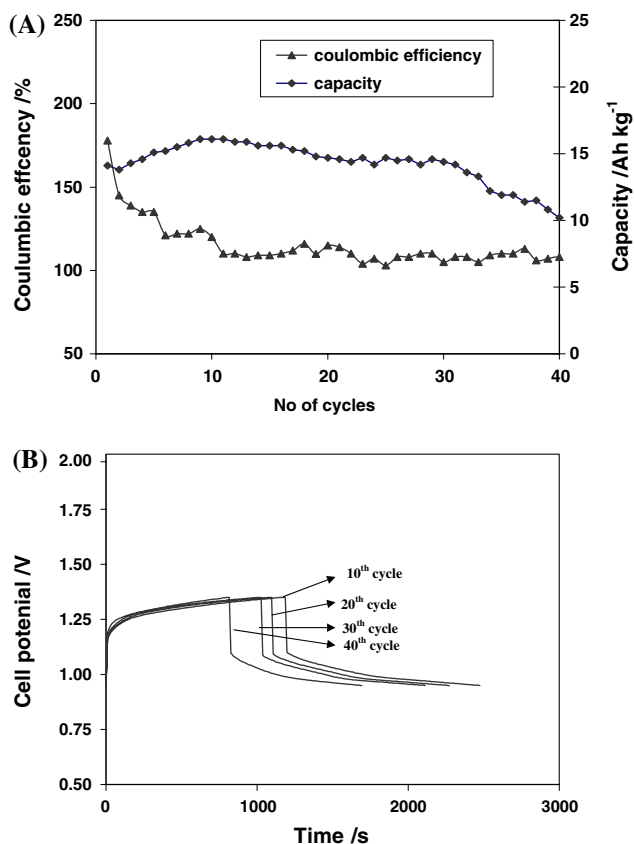 (A)
250
200
150
100
50
Coulombic effcency /%
coulombic efficiency
capacity
25
20
15
10
5
0
Capacity /Ah kg-1
0
10
20
30
40
No of cycles
(B)
2.00
1.75
1.50
1.25
1.00
0.75
0.50
Cell potential /V
10th cycle
20th cycle
30th cycle
40th cycle
0
1000
2000
3000
Time /s